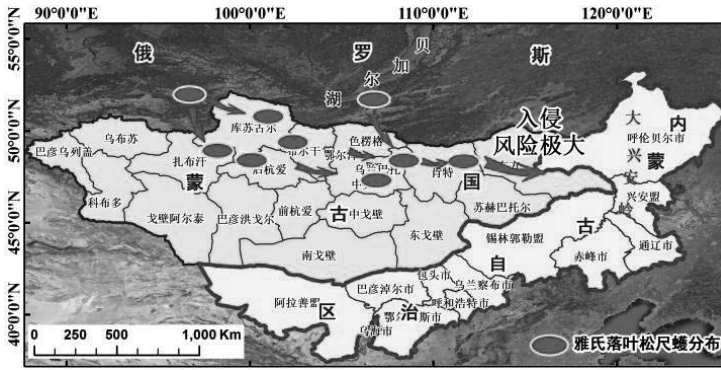 90°0'0"E
100°0'0"E
110°0'0"E
120°0'0"E
55°0'0"N
50°0'0"N
45°0'0"N
40°0'0"N
俄 罗 斯
贝
加
尔
湖
入侵
风险极大
大
兴
安
岭
内
蒙
古
自
治
区
呼伦贝尔市
兴安盟
通辽市
赤峰市
锡林郭勒盟
乌兰察布市
包头市
呼和浩特市
巴彦淖尔市
鄂尔多斯市
乌海市
阿拉善盟
蒙 古 国
巴彦乌列盖
乌布苏
科布多
扎布汗
库苏古尔
后杭爱
色楞格
肯特
戈壁阿尔泰
巴彦洪戈尔
前杭爱
中戈壁
东戈壁
南戈壁
苏赫巴托尔
0 250 500 1,000 Km
雅氏落叶松尺蠖分布